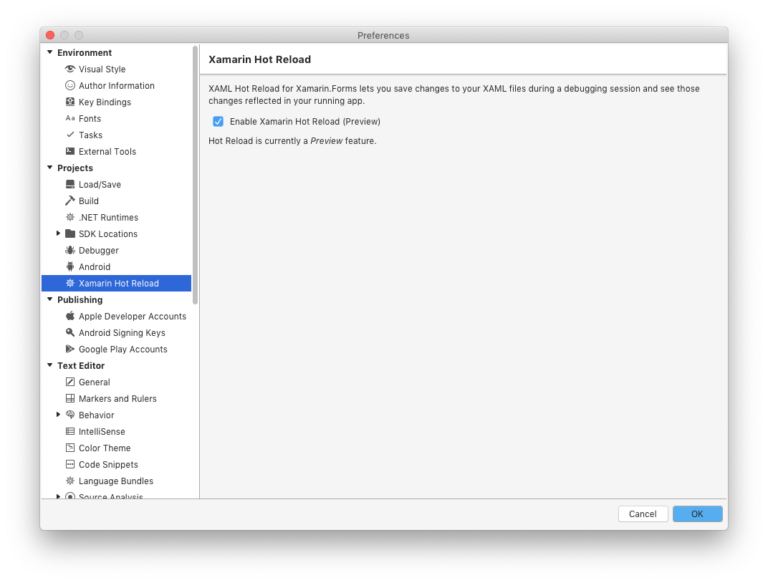 Preferences
Environment
Visual Style
Author Information
Key Bindings
Fonts
Tasks
External Tools
Projects
Load/Save
Build
.NET Runtimes
SDK Locations
Debugger
Android
Xamarin Hot Reload
Publishing
Apple Developer Accounts
Android Signing Keys
Google Play Accounts
Text Editor
General
Markers and Rulers
Behavior
IntelliSense
Color Theme
Code Snippets
Language Bundles
Source Analysis
Xamarin Hot Reload
XAML Hot Reload for Xamarin.Forms lets you save changes to your XAML files during a debugging session and see those
changes reflected in your running app.
Enable Xamarin Hot Reload (Preview)
Hot Reload is currently a Preview feature.
Cancel
OK